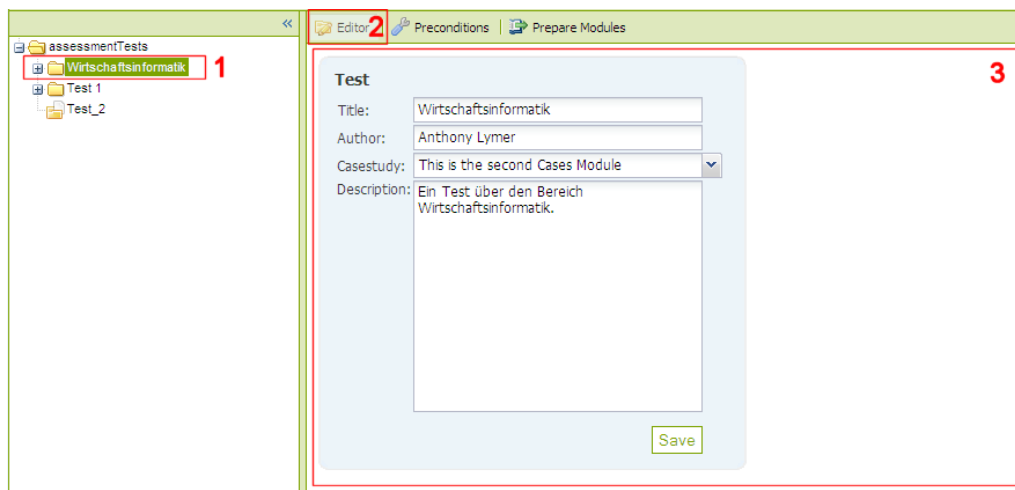 «
assessmentTests
Wirtschaftsinformatik 1
Test 1
Test_2
Editor 2 Preconditions Prepare Modules
3
Test
Title: Wirtschaftsinformatik
Author: Anthony Lymer
Casestudy: This is the second Cases Module
Description: Ein Test über den Bereich
Wirtschaftsinformatik.
Save